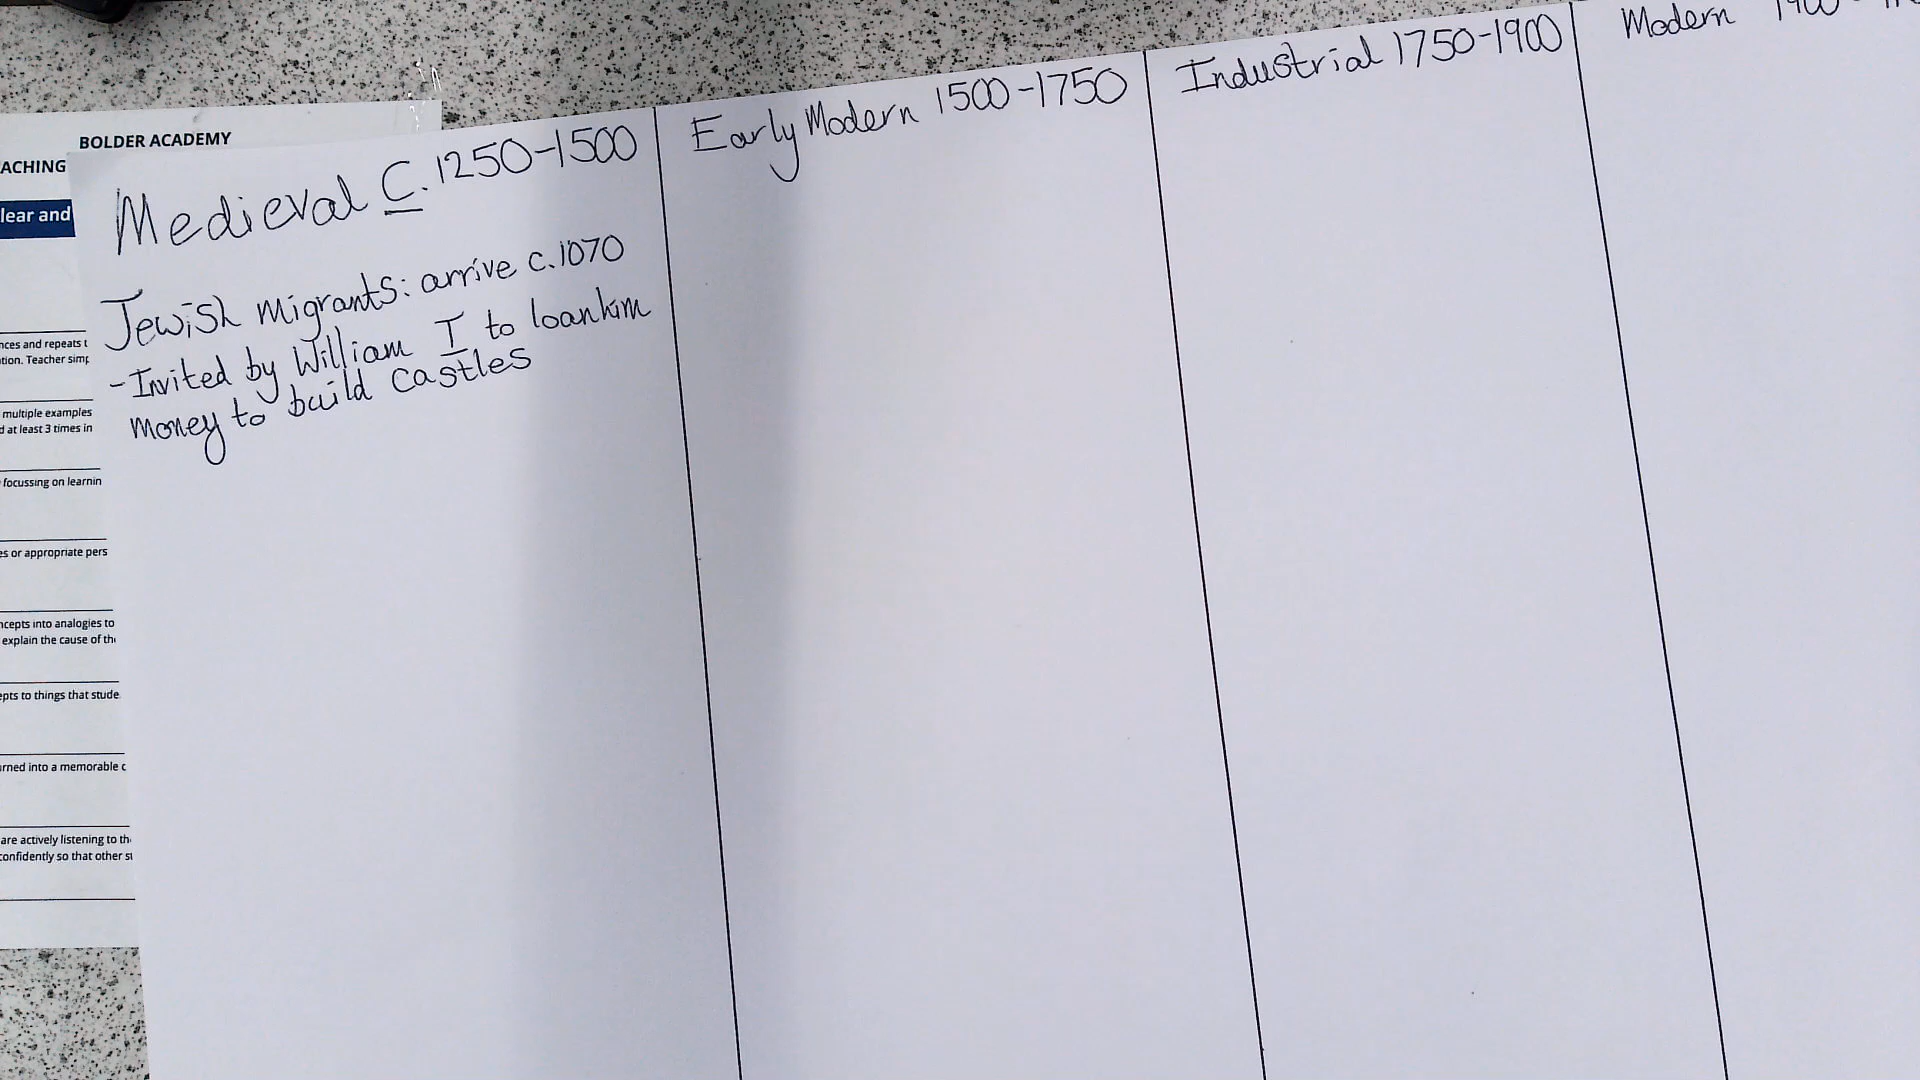 BOLDER ACADEMY
ACHING
lear and
nces and repeats t
tion. Teacher simp
multiple examples
d at least 3 times in
focussing on learnin
es or appropriate pers
ncepts into analogies to
explain the cause of th
epts to things that stude
urned into a memorable c
are actively listening to th
confidently so that other st
Medieval C. 1250-1500
Jewish migrants: arrive c.1070
- Invited by William I to loan him
money to build castles
Early Modern 1500-1750
Industrial 1750-1900
Modern 1900 -